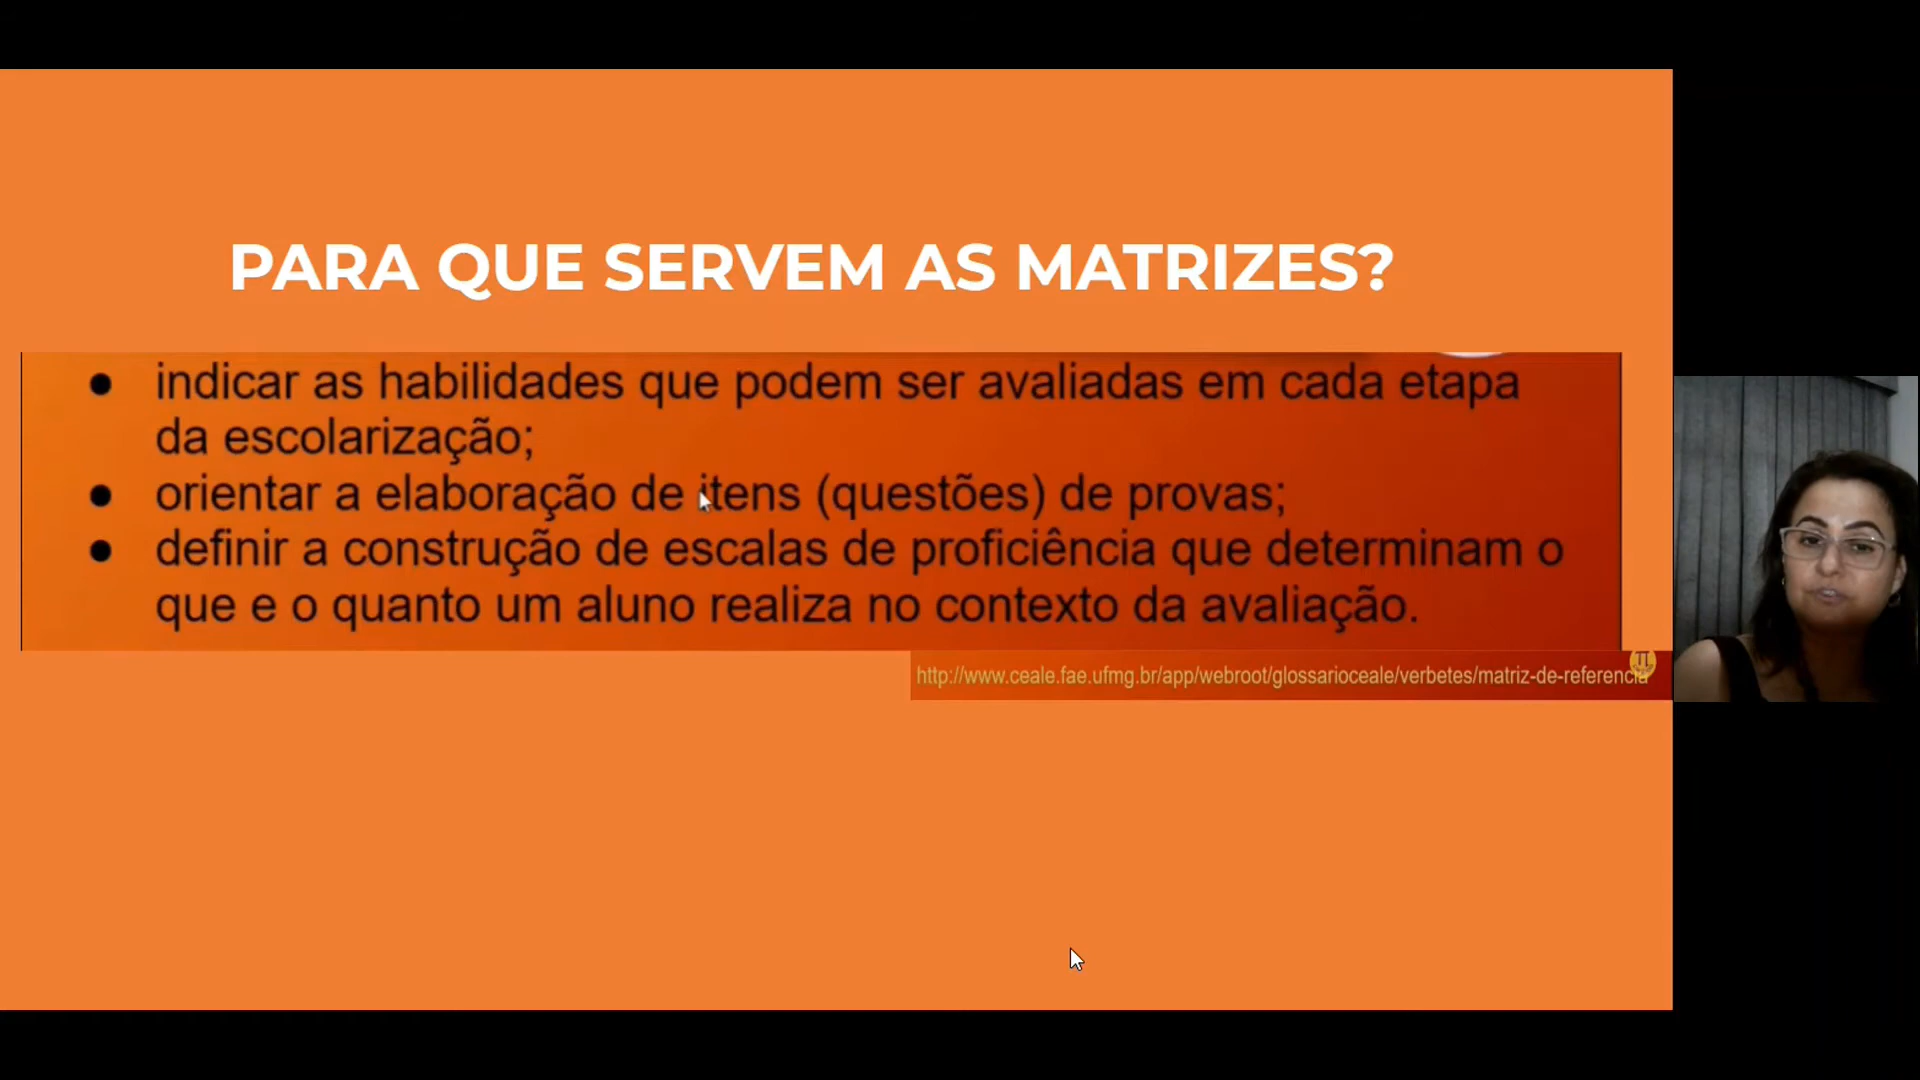 PARA QUE SERVEM AS MATRIZES?
● indicar as habilidades que podem ser avaliadas em cada etapa
da escolarização;
● orientar a elaboração de itens (questões) de provas;
● definir a construção de escalas de proficiência que determinam o
que e o quanto um aluno realiza no contexto da avaliação.
http://www.ceale.fae.ufmg.br/app/webroot/glossarioceale/verbetes/matriz-de-referencia